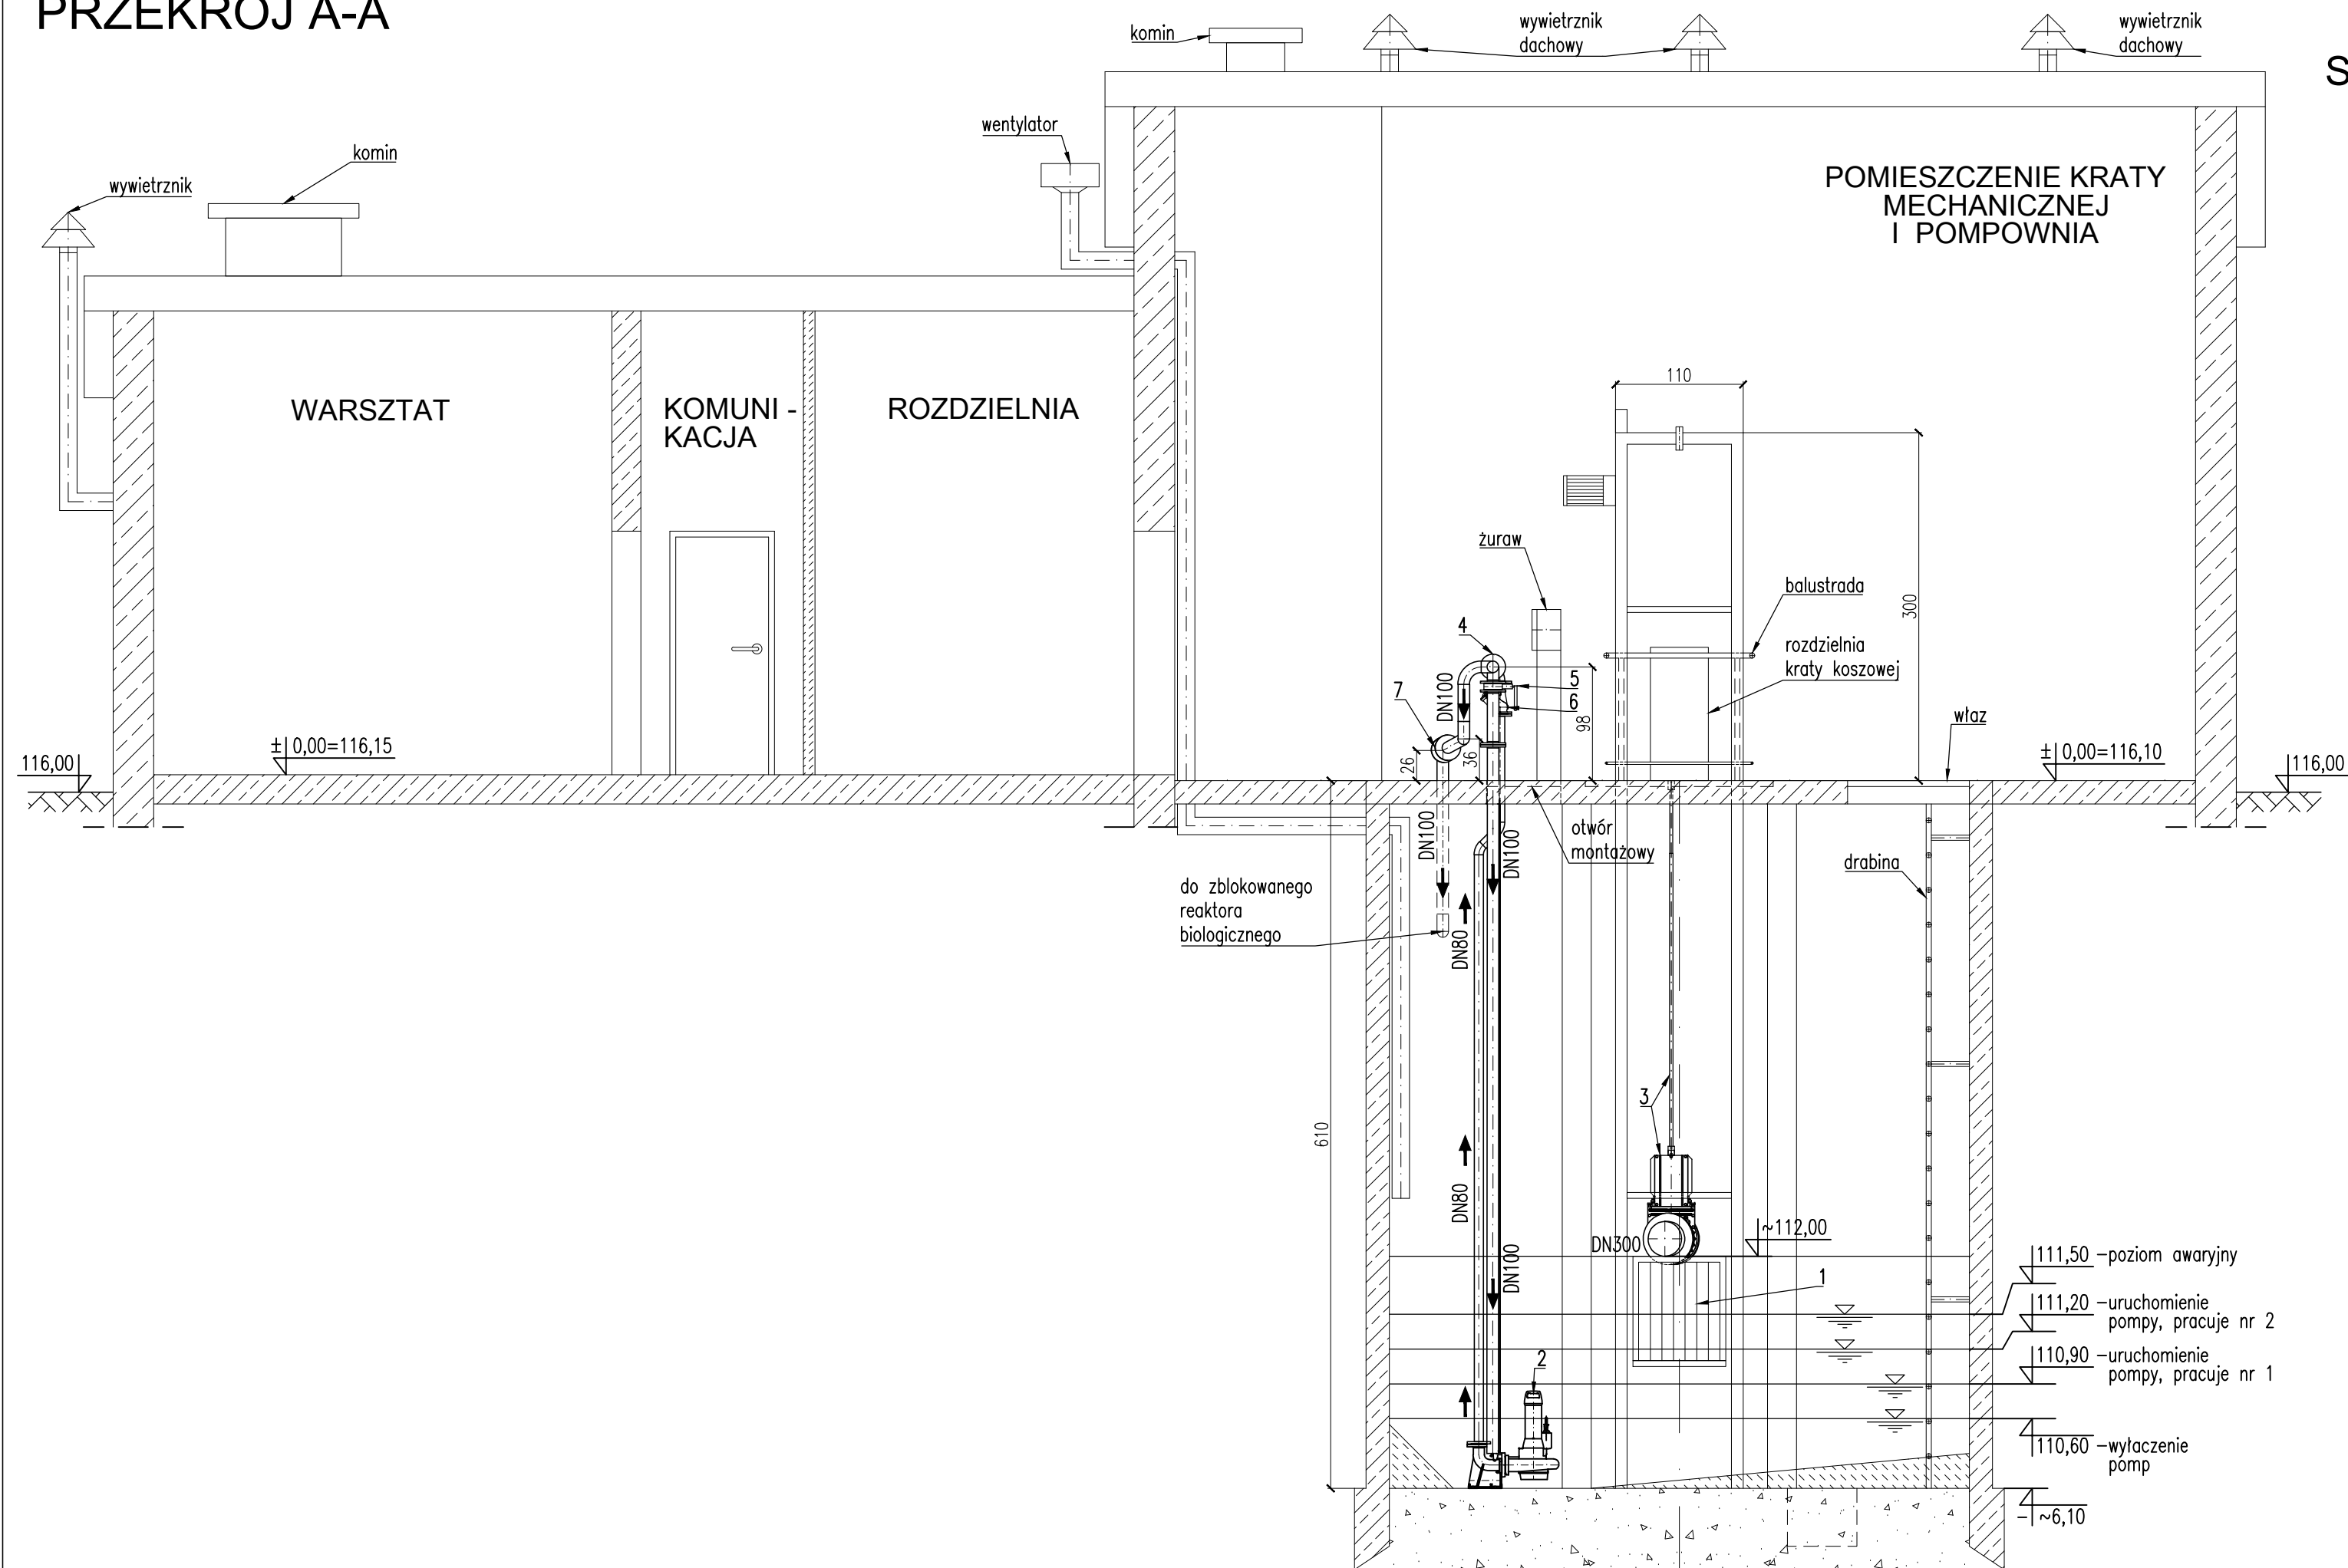 PRZEKRÓJ A-A
S
komin
wywietrznik
dachowy
wywietrznik
dachowy
wentylator
komin
wywietrznik
POMIESZCZENIE KRATY
MECHANICZNEJ
I POMPOWNIA
WARSZTAT
KOMUNI -
KACJA
ROZDZIELNIA
110
300
żuraw
balustrada
rozdzielnia
kraty koszowej
4
5
6
7
DN100
98
36
26
właz
116,00
± 0,00=116,15
± 0,00=116,10
116,00
DN100
DN100
otwór
montażowy
drabina
do zblokowanego
reaktora
biologicznego
DN80
610
3
DN80
DN300
~112,00
DN100
1
2
111,50 -poziom awaryjny
111,20 -uruchomienie
pompy, pracuje nr 2
110,90 -uruchomienie
pompy, pracuje nr 1
110,60 -wyłaczenie
pomp
- ~6,10